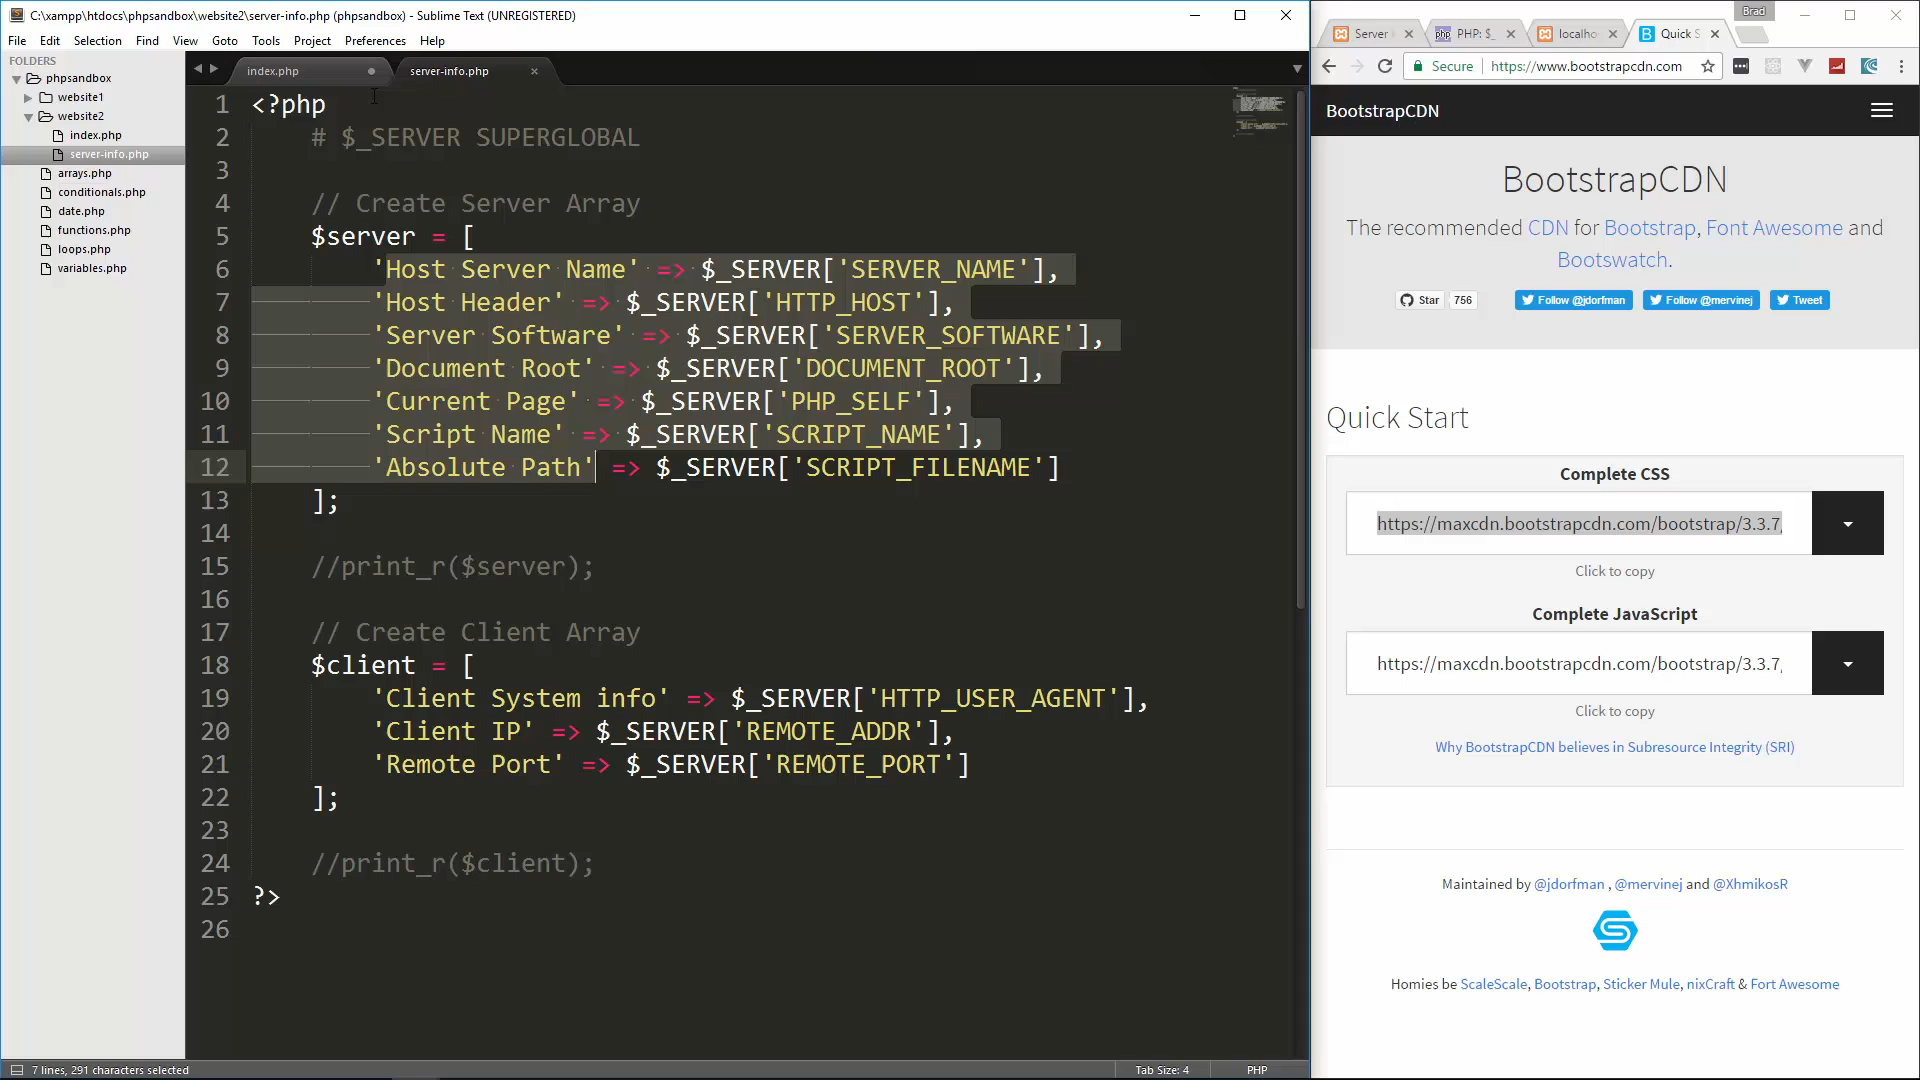 C:\xampp\htdocs\phpsandbox\website2\server-info.php (phpsandbox) - Sublime Text (UNREGISTERED)
File Edit Selection Find View Goto Tools Project Preferences Help
FOLDERS
phpsandbox
website1
website2
index.php
server-info.php
arrays.php
conditionals.php
date.php
functions.php
loops.php
variables.php
index.php
server-info.php
1 <?php
2 # $_SERVER SUPERGLOBAL
3
4 // Create Server Array
5 $server = [
6 'Host Server Name' => $_SERVER['SERVER_NAME'],
7 'Host Header' => $_SERVER['HTTP_HOST'],
8 'Server Software' => $_SERVER['SERVER_SOFTWARE'],
9 'Document Root' => $_SERVER['DOCUMENT_ROOT'],
10 'Current Page' => $_SERVER['PHP_SELF'],
11 'Script Name' => $_SERVER['SCRIPT_NAME'],
12 'Absolute Path' => $_SERVER['SCRIPT_FILENAME']
13 ];
14
15 //print_r($server);
16
17 // Create Client Array
18 $client = [
19 'Client System info' => $_SERVER['HTTP_USER_AGENT'],
20 'Client IP' => $_SERVER['REMOTE_ADDR'],
21 'Remote Port' => $_SERVER['REMOTE_PORT']
22 ];
23
24 //print_r($client);
25 ?>
26
7 lines, 291 characters selected
Tab Size: 4
PHP
Brad
Server
PHP: $_
localho
Quick S
Secure https://www.bootstrapcdn.com
BootstrapCDN
BootstrapCDN
The recommended CDN for Bootstrap, Font Awesome and
Bootswatch.
Star 756 Follow @jdorfman Follow @mervinej Tweet
Quick Start
Complete CSS
https://maxcdn.bootstrapcdn.com/bootstrap/3.3.7,
Click to copy
Complete JavaScript
https://maxcdn.bootstrapcdn.com/bootstrap/3.3.7,
Click to copy
Why BootstrapCDN believes in Subresource Integrity (SRI)
Maintained by @jdorfman , @mervinej and @XhmikosR
Homies be ScaleScale, Bootstrap, Sticker Mule, nixCraft & Fort Awesome